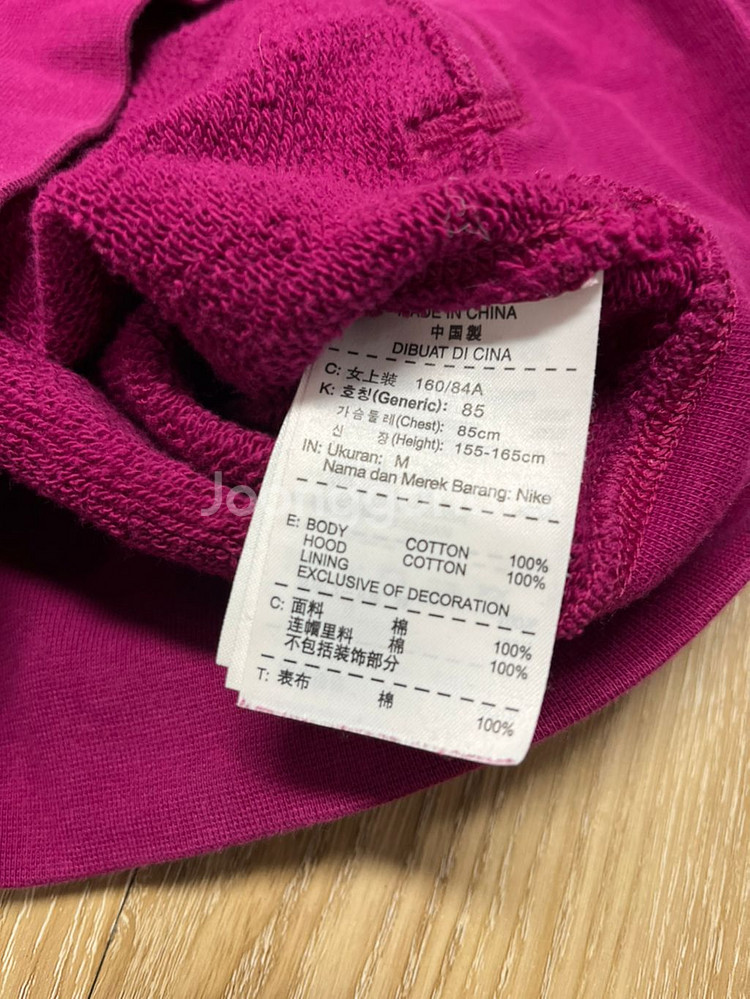 MADE IN CHINA
中国製
DIBUAT DI CINA
C: 女上装 160/84A
K: 호칭(Generic): 85
가슴둘레(Chest): 85cm
신 장(Height): 155-165cm
IN: Ukuran: M
Nama dan Merek Barang: Nike
E: BODY COTTON 100%
HOOD COTTON 100%
LINING
EXCLUSIVE OF DECORATION
C: 面料 棉 100%
连帽里料 棉 100%
不包括装饰部分
T: 表布 棉 100%